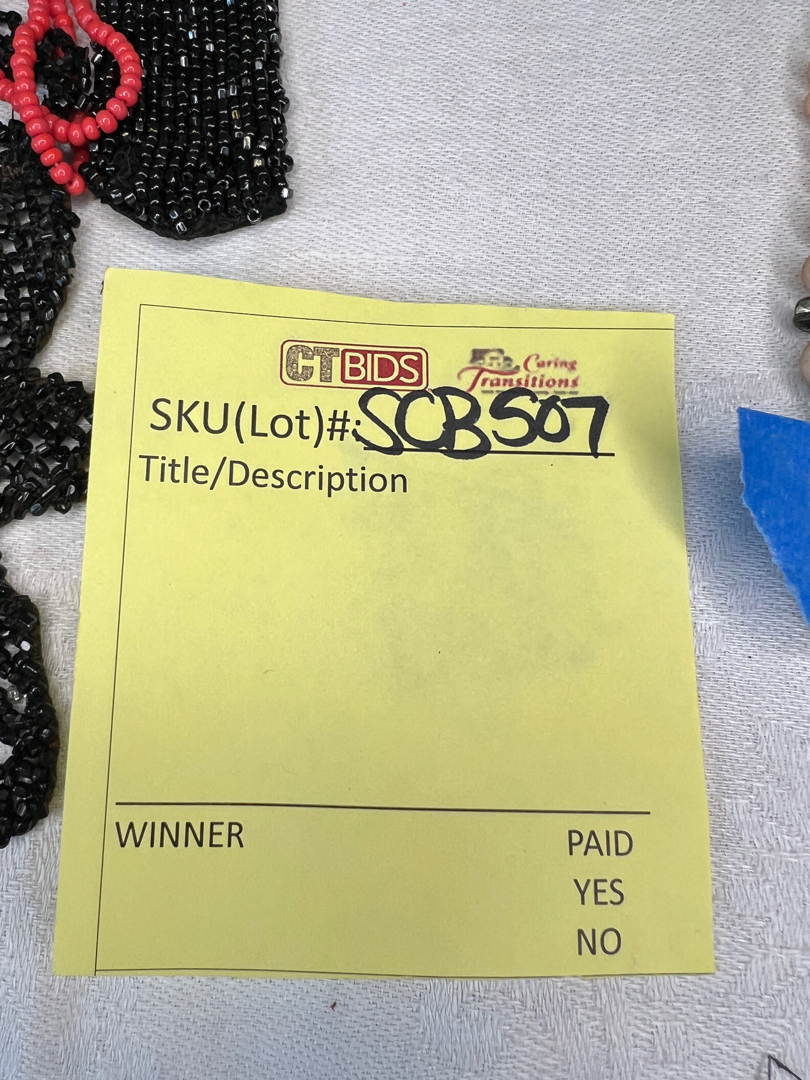 CTBIDS
Caring
Transitions
SKU(Lot)#: SCB507
Title/Description
WINNER
PAID
YES
NO